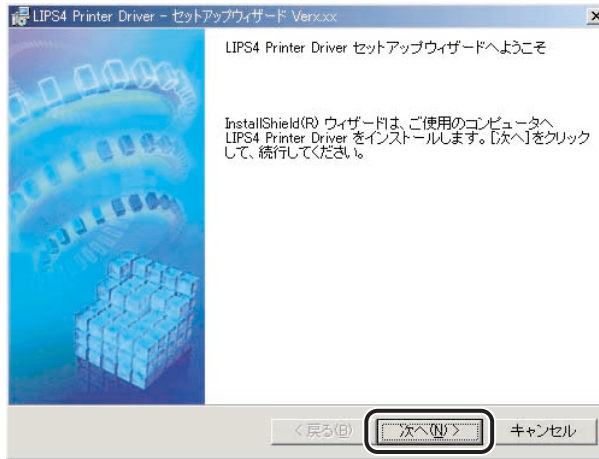 LIPS4 Printer Driver - セットアップウィザード Verx.xx
LIPS4 Printer Driver セットアップウィザードへようこそ
InstallShield(R) ウィザードは、ご使用のコンピュータへ
LIPS4 Printer Driver をインストールします。[次へ]をクリック
して、続行してください。
< 戻る(B)
次へ(N) >
キャンセル